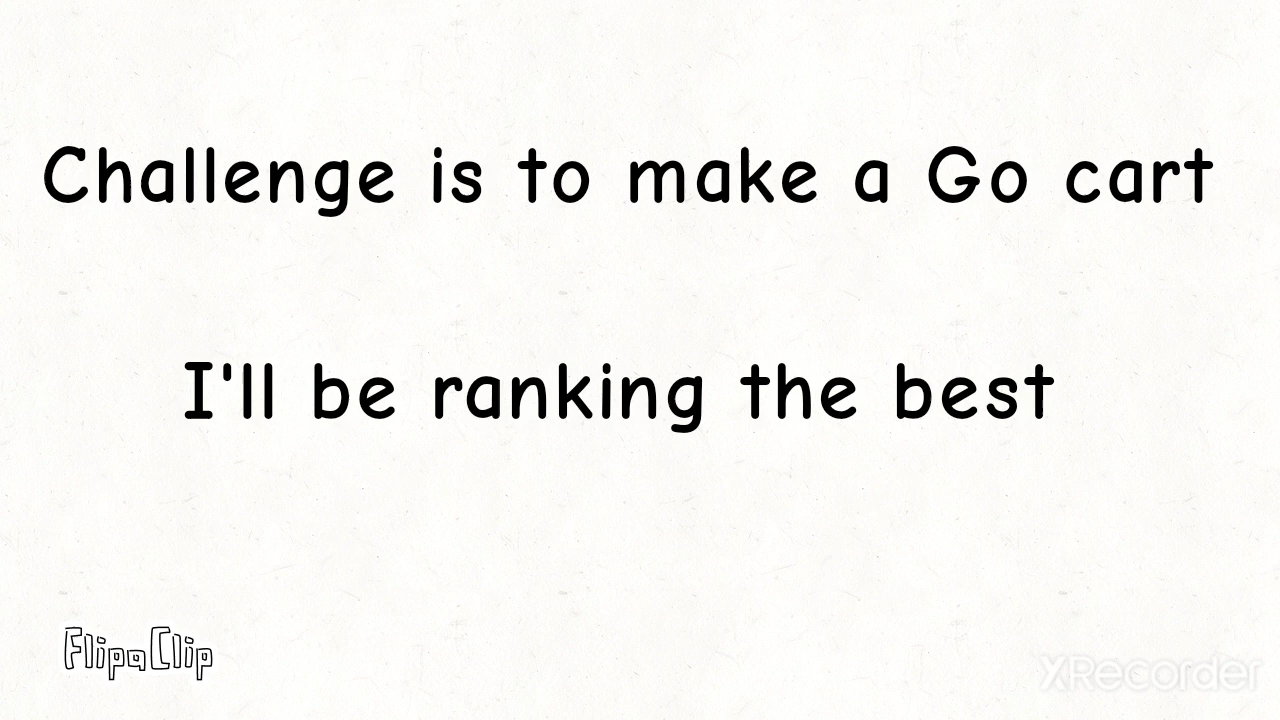 Challenge is to make a Go cart
I'll be ranking the best
FlipaClip
XRecorder